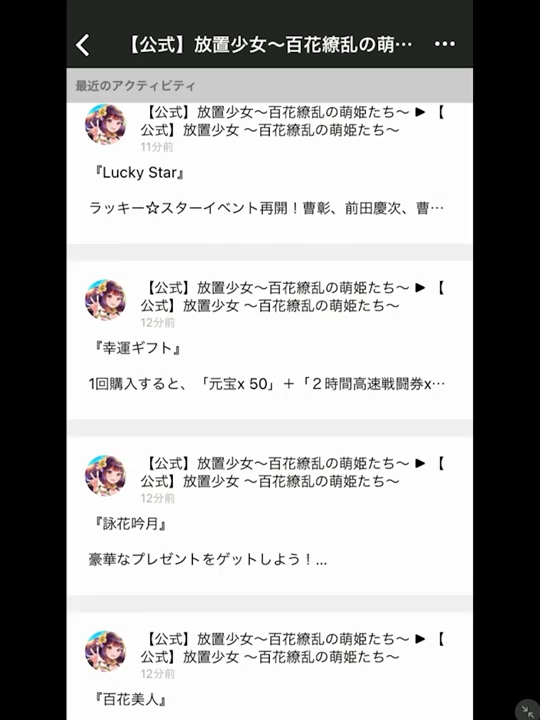 【公式】放置少女〜百花繚乱の萌…
最近のアクティビティ
【公式】放置少女〜百花繚乱の萌姫たち〜 ▶ 【
公式】放置少女 〜百花繚乱の萌姫たち〜
11分前
『Lucky Star』
ラッキー☆スターイベント再開！曹彰、前田慶次、曹…
【公式】放置少女〜百花繚乱の萌姫たち〜 ▶ 【
公式】放置少女 〜百花繚乱の萌姫たち〜
12分前
『幸運ギフト』
1回購入すると、「元宝x 50」＋「２時間高速戦闘券x…
【公式】放置少女〜百花繚乱の萌姫たち〜 ▶ 【
公式】放置少女 〜百花繚乱の萌姫たち〜
12分前
『詠花吟月』
豪華なプレゼントをゲットしよう！...
【公式】放置少女〜百花繚乱の萌姫たち〜 ▶ 【
公式】放置少女 〜百花繚乱の萌姫たち〜
12分前
『百花美人』